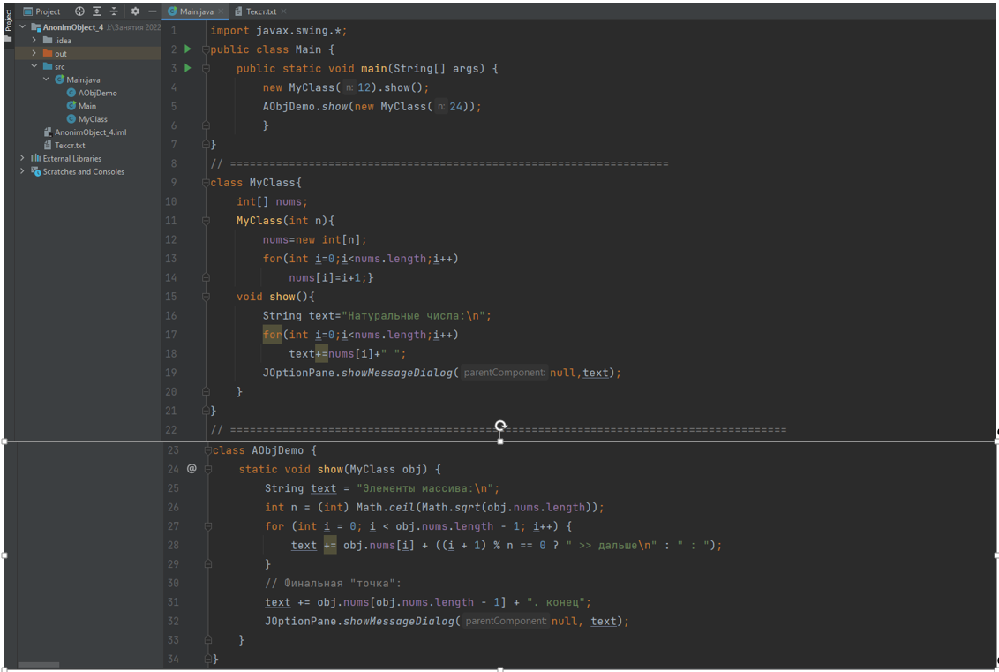 Project
Project
Main.java
Текст.txt
AnonimObject_4 I:\Занятия 2022
.idea
out
src
Main.java
AObjDemo
Main
MyClass
AnonimObject_4.iml
Текст.txt
External Libraries
Scratches and Consoles
1 import javax.swing.*;
2 public class Main {
3 public static void main(String[] args) {
4 new MyClass( n: 12).show();
5 AObjDemo.show(new MyClass( n: 24));
6 }
7 }
8 // ===================================================================
9 class MyClass{
10 int[] nums;
11 MyClass(int n){
12 nums=new int[n];
13 for(int i=0;i<nums.length;i++)
14 nums[i]=i+1;}
15 void show(){
16 String text="Натуральные числа:\n";
17 for(int i=0;i<nums.length;i++)
18 text+=nums[i]+" ";
19 JOptionPane.showMessageDialog( parentComponent: null,text);
20 }
21 }
22 // =====================================================================================
23 class AObjDemo {
24 @ static void show(MyClass obj) {
25 String text = "Элементы массива:\n";
26 int n = (int) Math.ceil(Math.sqrt(obj.nums.length));
27 for (int i = 0; i < obj.nums.length - 1; i++) {
28 text += obj.nums[i] + ((i + 1) % n == 0 ? " >> дальше\n" : " : ");
29 }
30 // Финальная "точка":
31 text += obj.nums[obj.nums.length - 1] + ". конец";
32 JOptionPane.showMessageDialog( parentComponent: null, text);
33 }
34 }